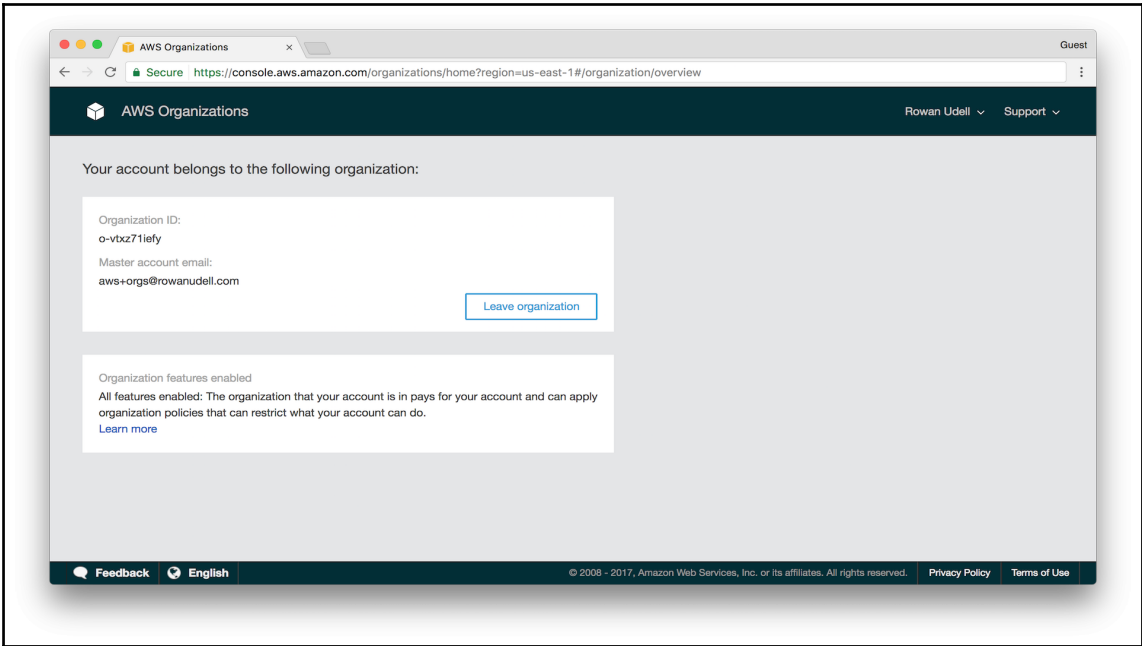 AWS Organizations
Guest
Secure https://console.aws.amazon.com/organizations/home?region=us-east-1#/organization/overview
AWS Organizations Rowan Udell Support
Your account belongs to the following organization:
Organization ID:
o-vtxz71iefy
Master account email:
aws+orgs@rowanudell.com
Leave organization
Organization features enabled
All features enabled: The organization that your account is in pays for your account and can apply
organization policies that can restrict what your account can do.
Learn more
Feedback English © 2008 - 2017, Amazon Web Services, Inc. or its affiliates. All rights reserved. Privacy Policy Terms of Use